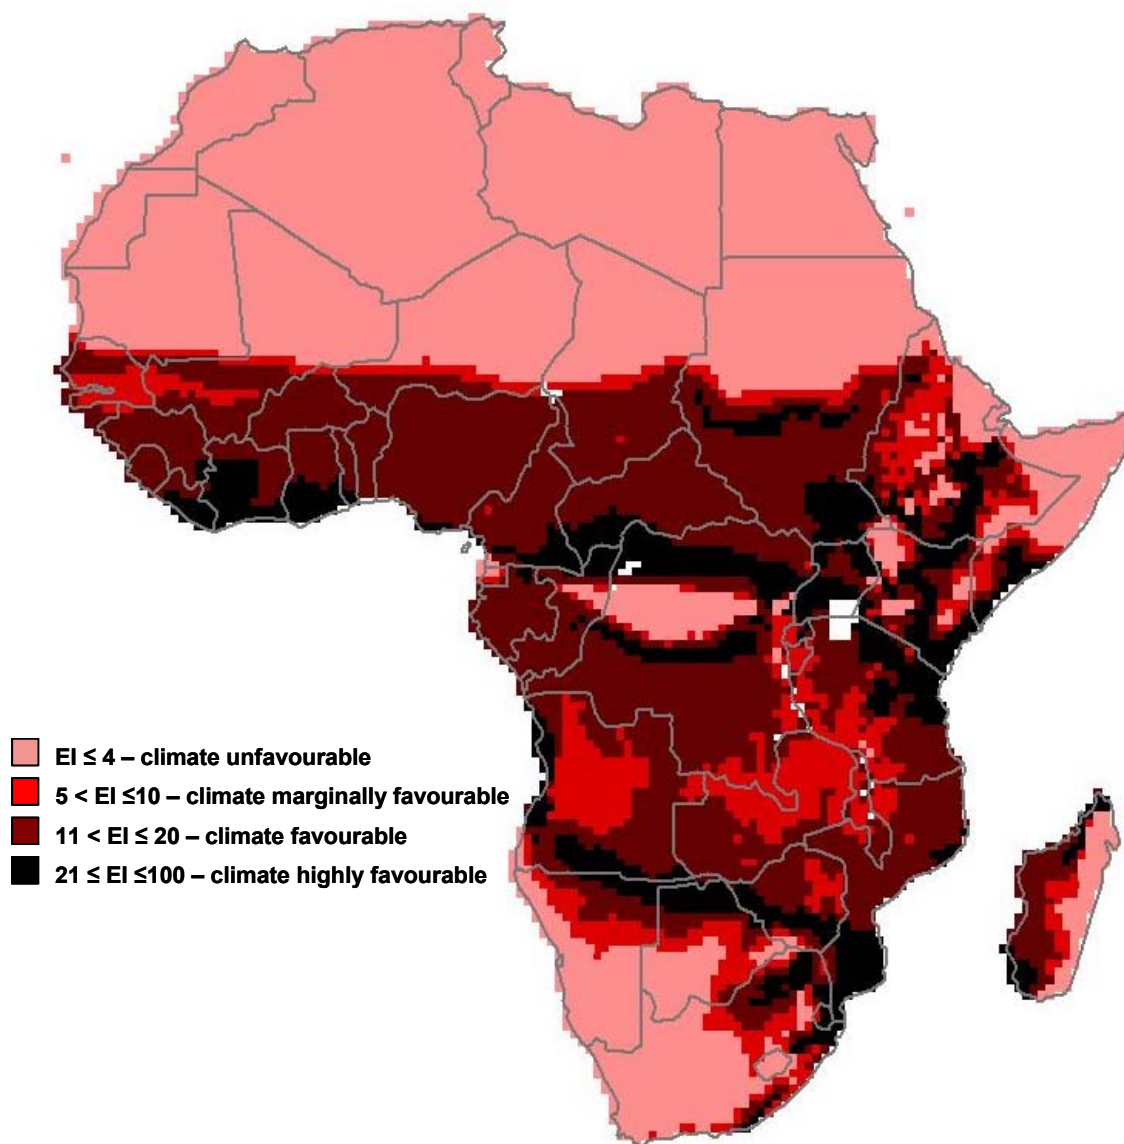 EI ≤ 4 – climate unfavourable
5 < EI ≤10 – climate marginally favourable
11 < EI ≤ 20 – climate favourable
21 ≤ EI ≤100 – climate highly favourable